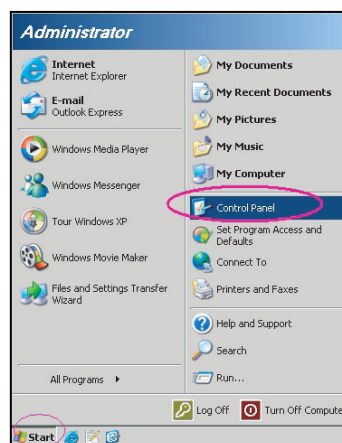 Administrator
Internet
Internet Explorer
E-mail
Outlook Express
Windows Media Player
Windows Messenger
Tour Windows XP
Windows Movie Maker
Files and Settings Transfer
Wizard
All Programs
My Documents
My Recent Documents
My Pictures
My Music
My Computer
Control Panel
Set Program Access and
Defaults
Connect To
Printers and Faxes
Help and Support
Search
Run...
Log Off
Turn Off Compute
Start